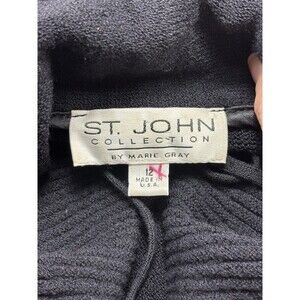 ST. JOHN
COLLECTION
BY MARIE GRAY
12
MADE IN
U.S.A.